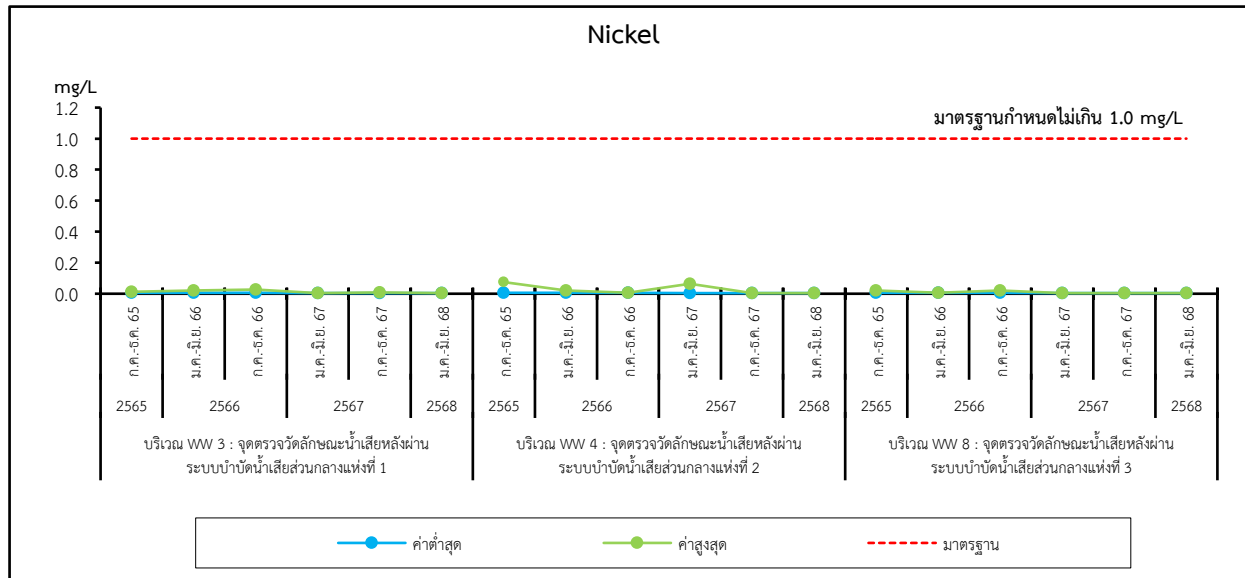 Nickel
mg/L
1.2
มาตรฐานกำหนดไม่เกิน 1.0 mg/L
1.0
0.8
0.6
0.4
0.2
0.0
ก.ค.-ธ.ค. 65 ม.ค.-มิ.ย. 66 ก.ค.-ธ.ค. 66 ม.ค.-มิ.ย. 67 ก.ค.-ธ.ค. 67 ม.ค.-มิ.ย. 68 ก.ค.-ธ.ค. 65 ม.ค.-มิ.ย. 66 ก.ค.-ธ.ค. 66 ม.ค.-มิ.ย. 67 ก.ค.-ธ.ค. 67 ม.ค.-มิ.ย. 68 ก.ค.-ธ.ค. 65 ม.ค.-มิ.ย. 66 ก.ค.-ธ.ค. 66 ม.ค.-มิ.ย. 67 ก.ค.-ธ.ค. 67 ม.ค.-มิ.ย. 68
2565 2566 2567 2568 2565 2566 2567 2568 2565 2566 2567 2568
บริเวณ WW 3 : จุดตรวจวัดลักษณะน้ำเสียหลังผ่าน
ระบบบำบัดน้ำเสียส่วนกลางแห่งที่ 1
บริเวณ WW 4 : จุดตรวจวัดลักษณะน้ำเสียหลังผ่าน
ระบบบำบัดน้ำเสียส่วนกลางแห่งที่ 2
บริเวณ WW 8 : จุดตรวจวัดลักษณะน้ำเสียหลังผ่าน
ระบบบำบัดน้ำเสียส่วนกลางแห่งที่ 3
ค่าต่ำสุด ค่าสูงสุด มาตรฐาน